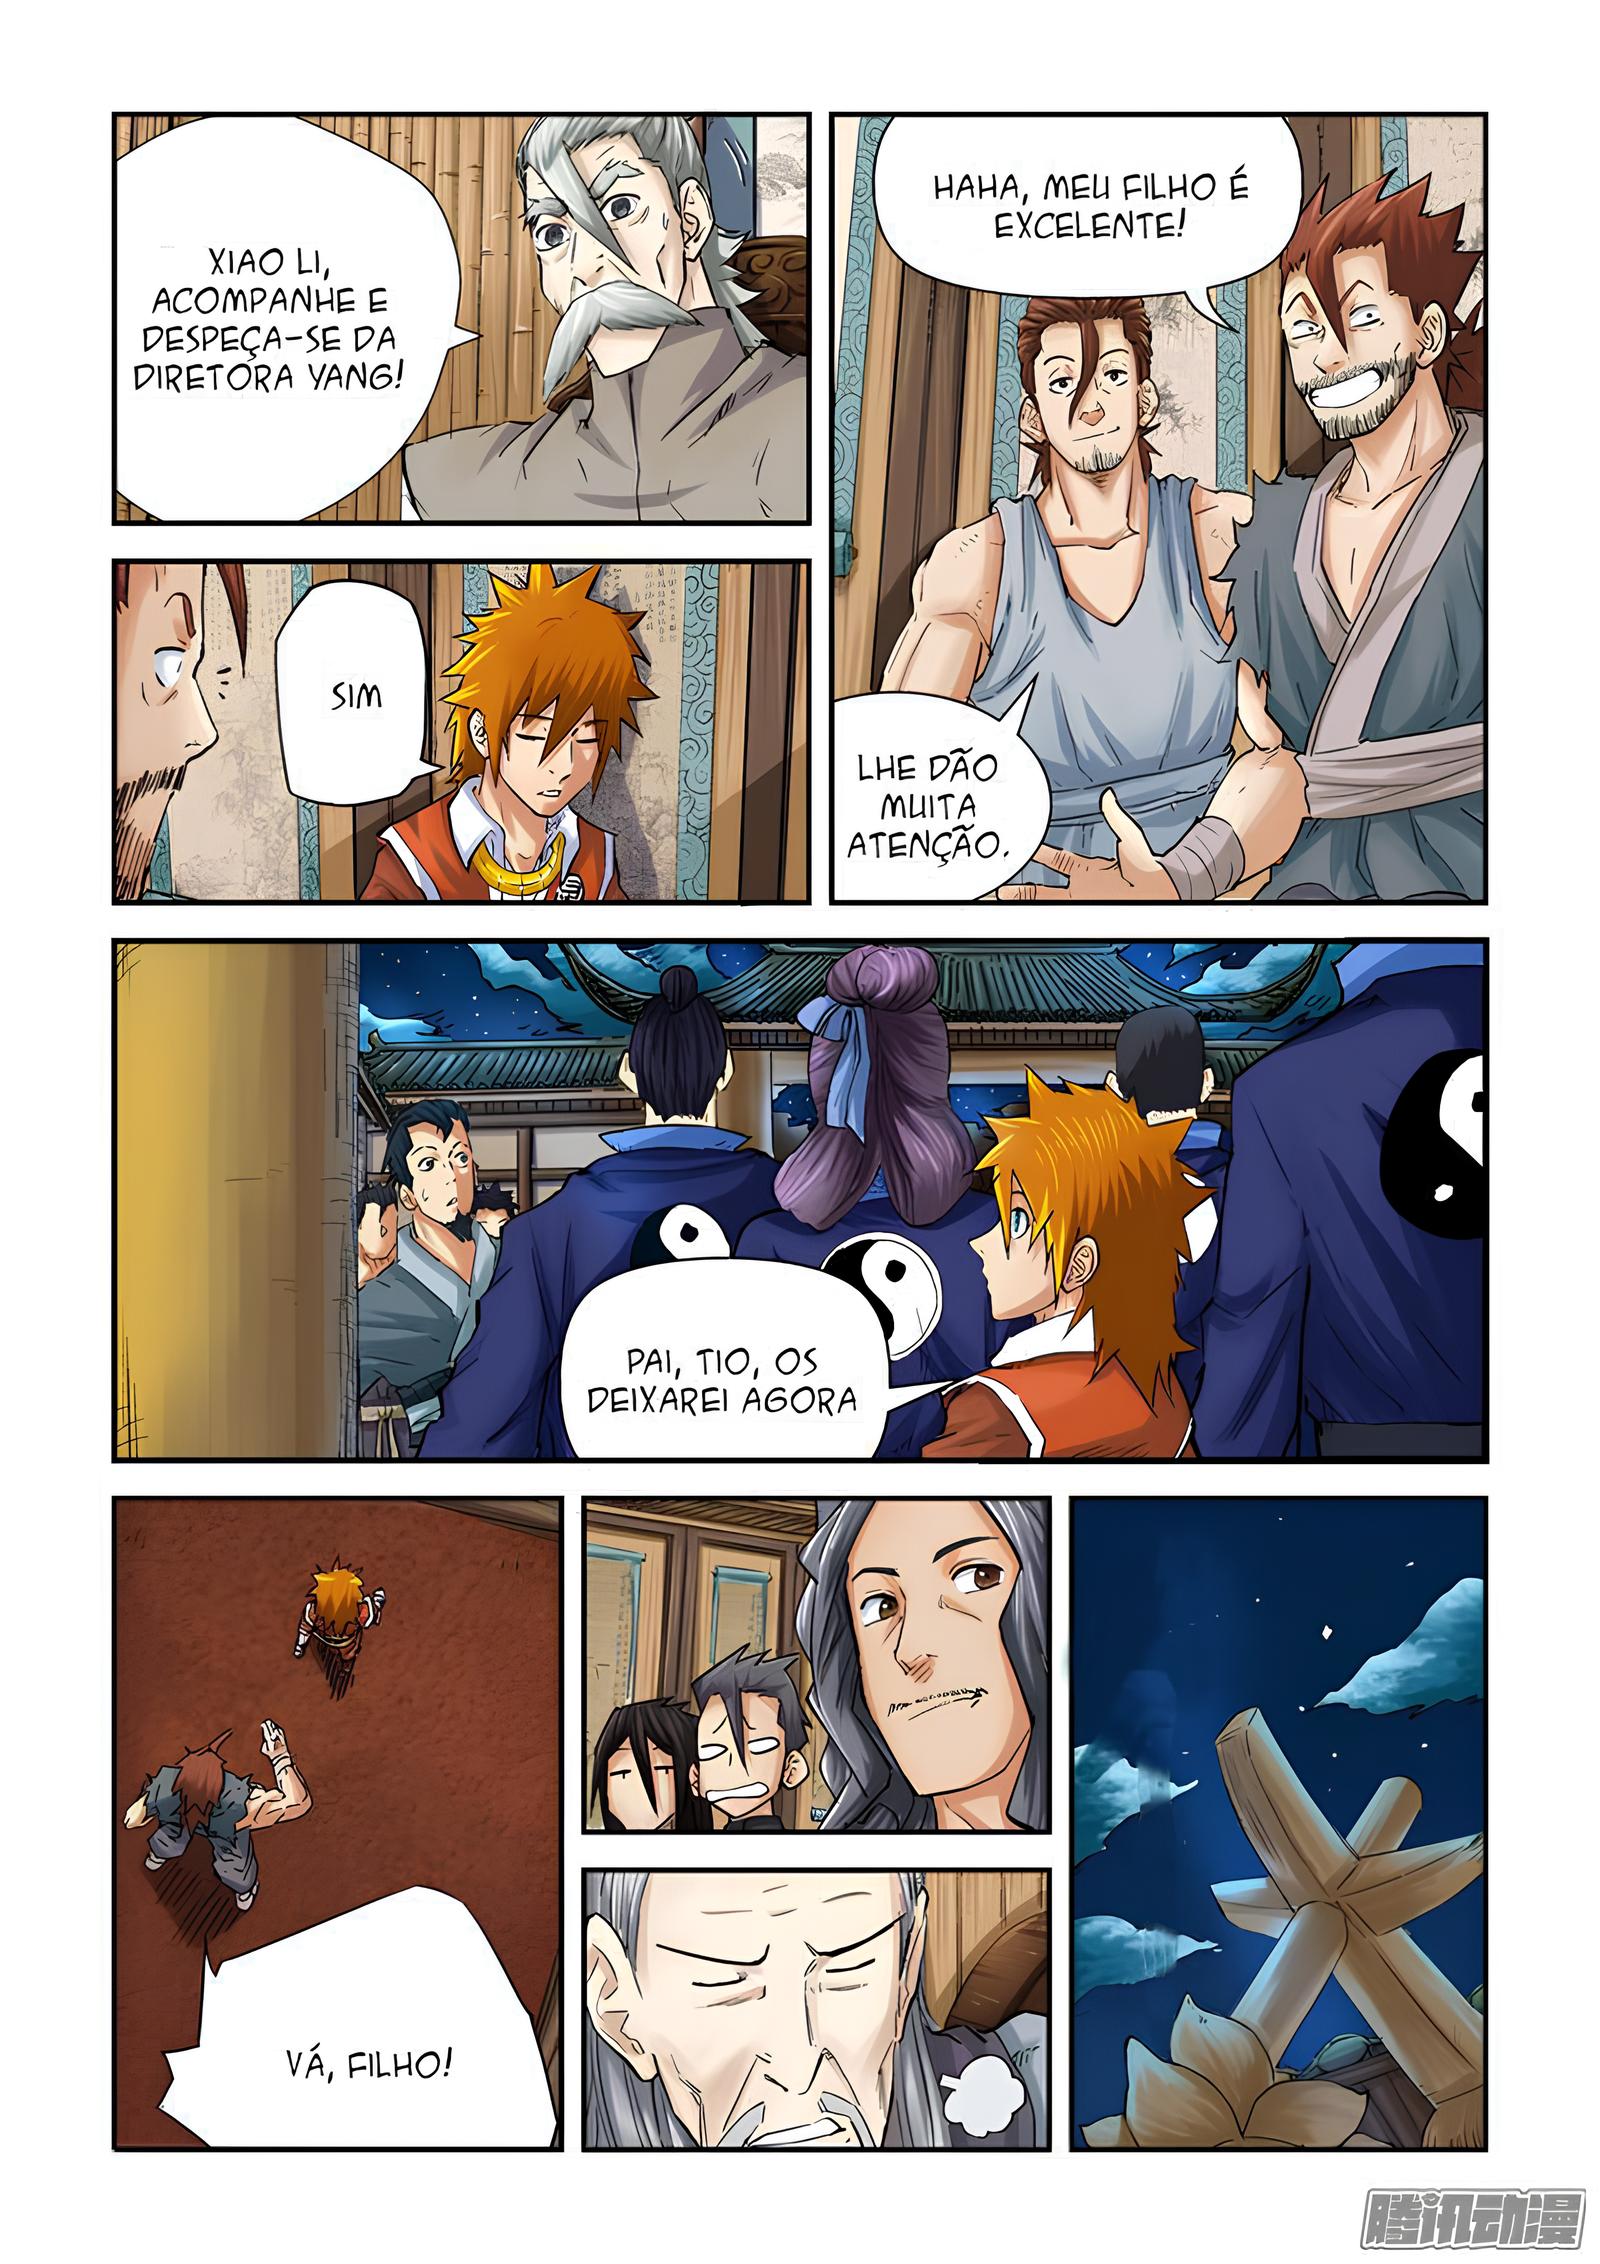 XIAO LI,
ACOMPANHE E
DESPEÇA-SE DA
DIRETORA YANG!
HAHA, MEU FILHO É
EXCELENTE!
LHE DÃO
MUITA
ATENÇÃO.
SIM
PAI, TIO, OS
DEIXAREI AGORA
VÁ, FILHO!
腾讯动漫